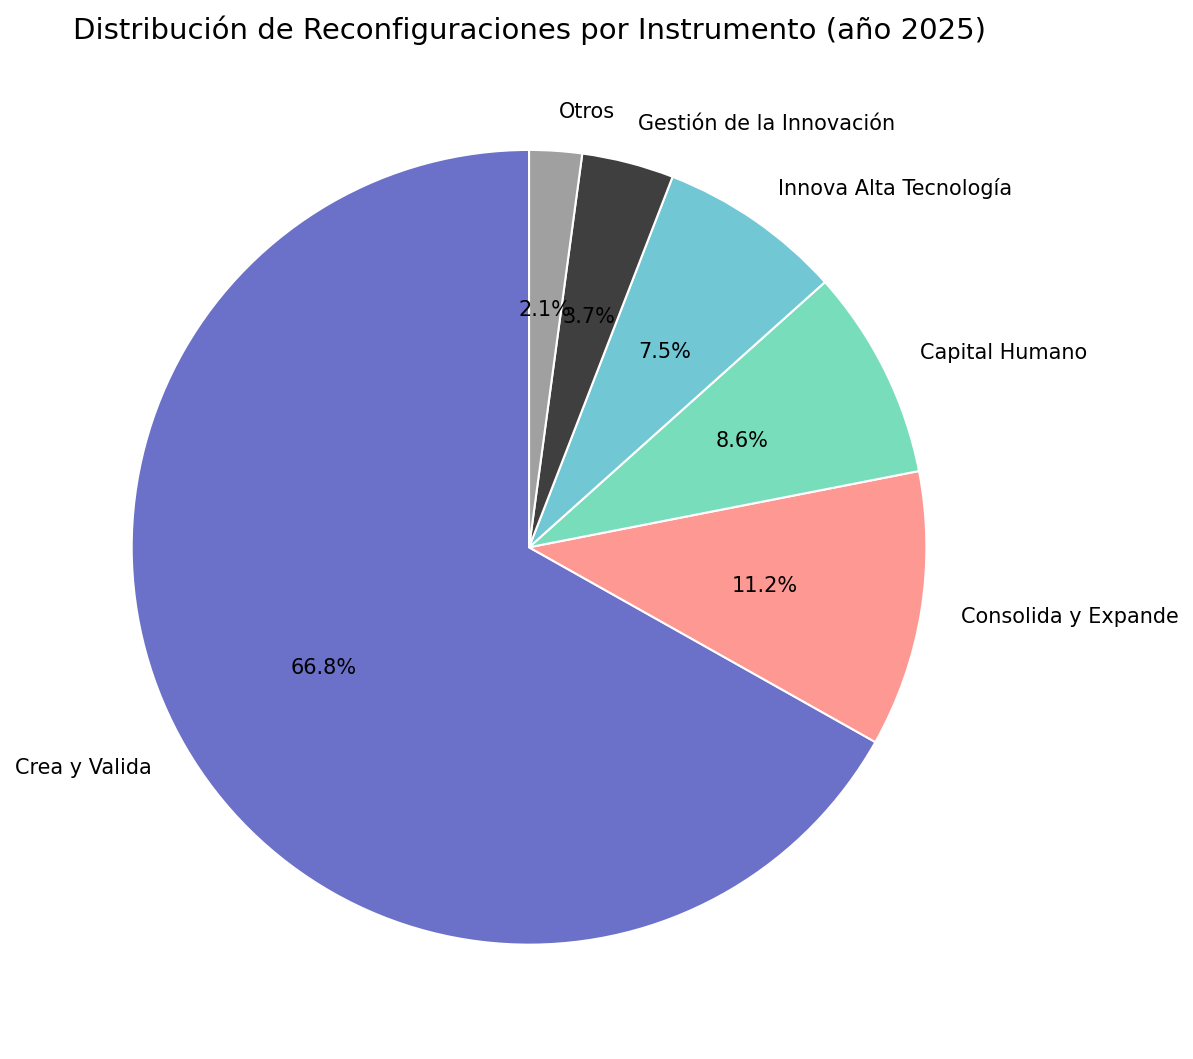 Distribución de Reconfiguraciones por Instrumento (año 2025)
Otros
Gestión de la Innovación
Innova Alta Tecnología
Capital Humano
Consolida y Expande
Crea y Valida
2.1%
3.7%
7.5%
8.6%
11.2%
66.8%